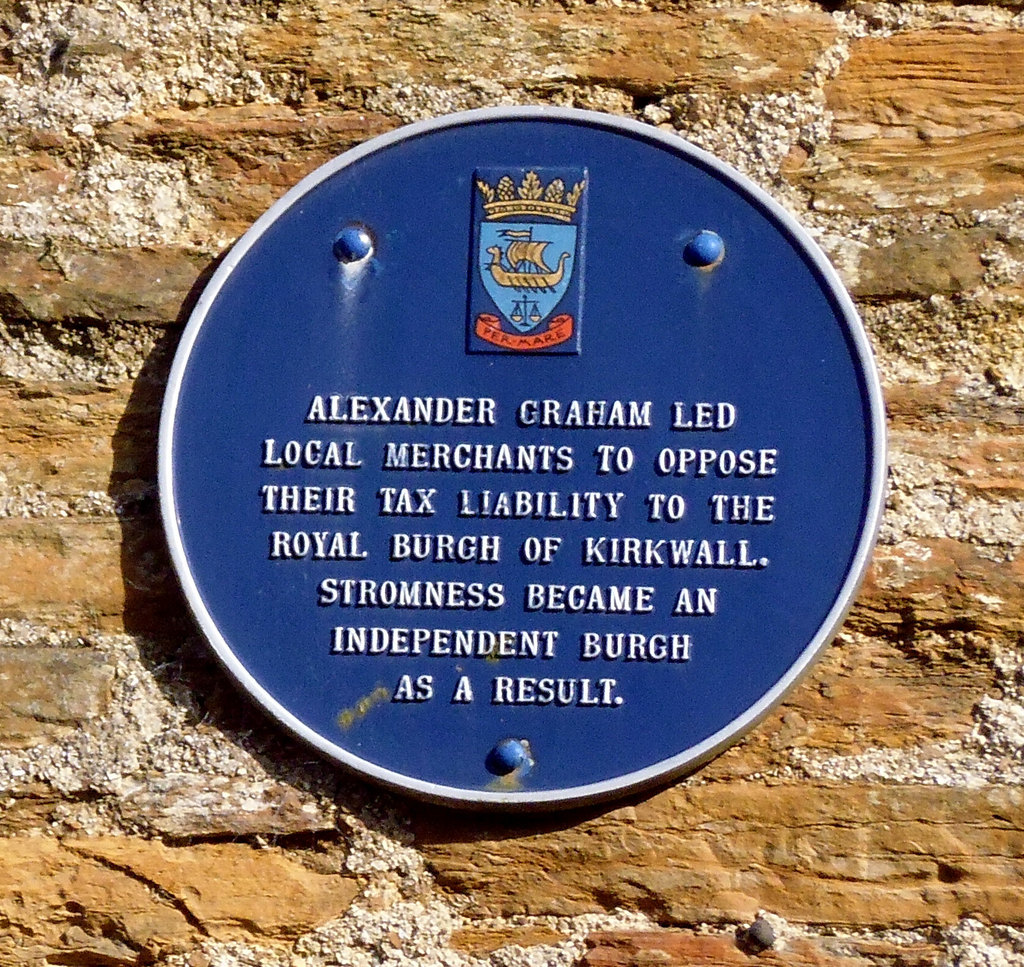 PER MARE
ALEXANDER GRAHAM LED
LOCAL MERCHANTS TO OPPOSE
THEIR TAX LIABILITY TO THE
ROYAL BURGH OF KIRKWALL.
STROMNESS BECAME AN
INDEPENDENT BURGH
AS A RESULT.